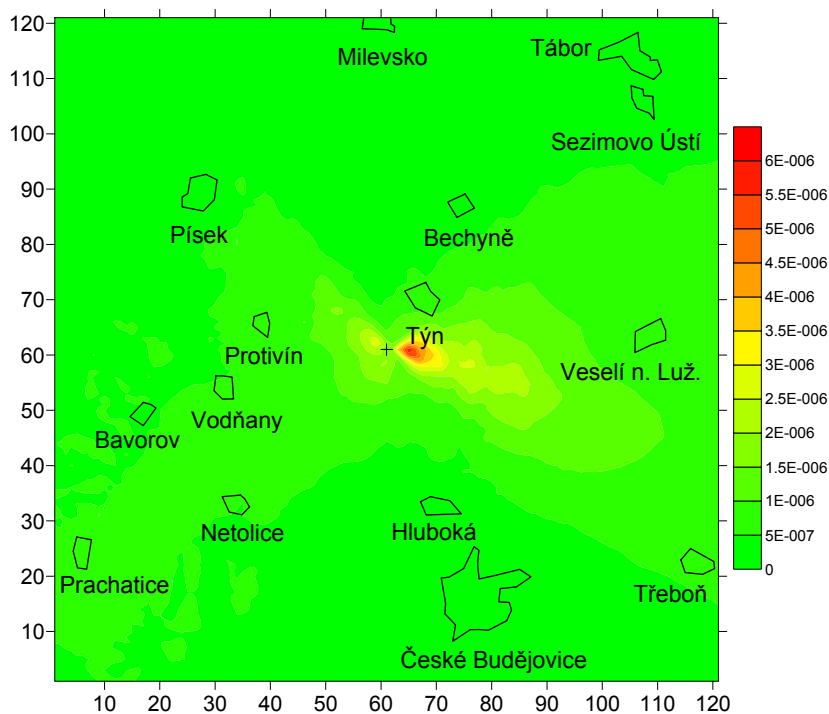 120
110
100
90
80
70
60
50
40
30
20
10
Milevsko
Tábor
Sezimovo Ústí
Písek
Bechyně
Týn
Protivín
Veselí n. Luž.
Vodňany
Bavorov
Netolice
Hluboká
Prachatice
Třeboň
České Budějovice
10 20 30 40 50 60 70 80 90 100 110 120
6E-006
5.5E-006
5E-006
4.5E-006
4E-006
3.5E-006
3E-006
2.5E-006
2E-006
1.5E-006
1E-006
5E-007
0